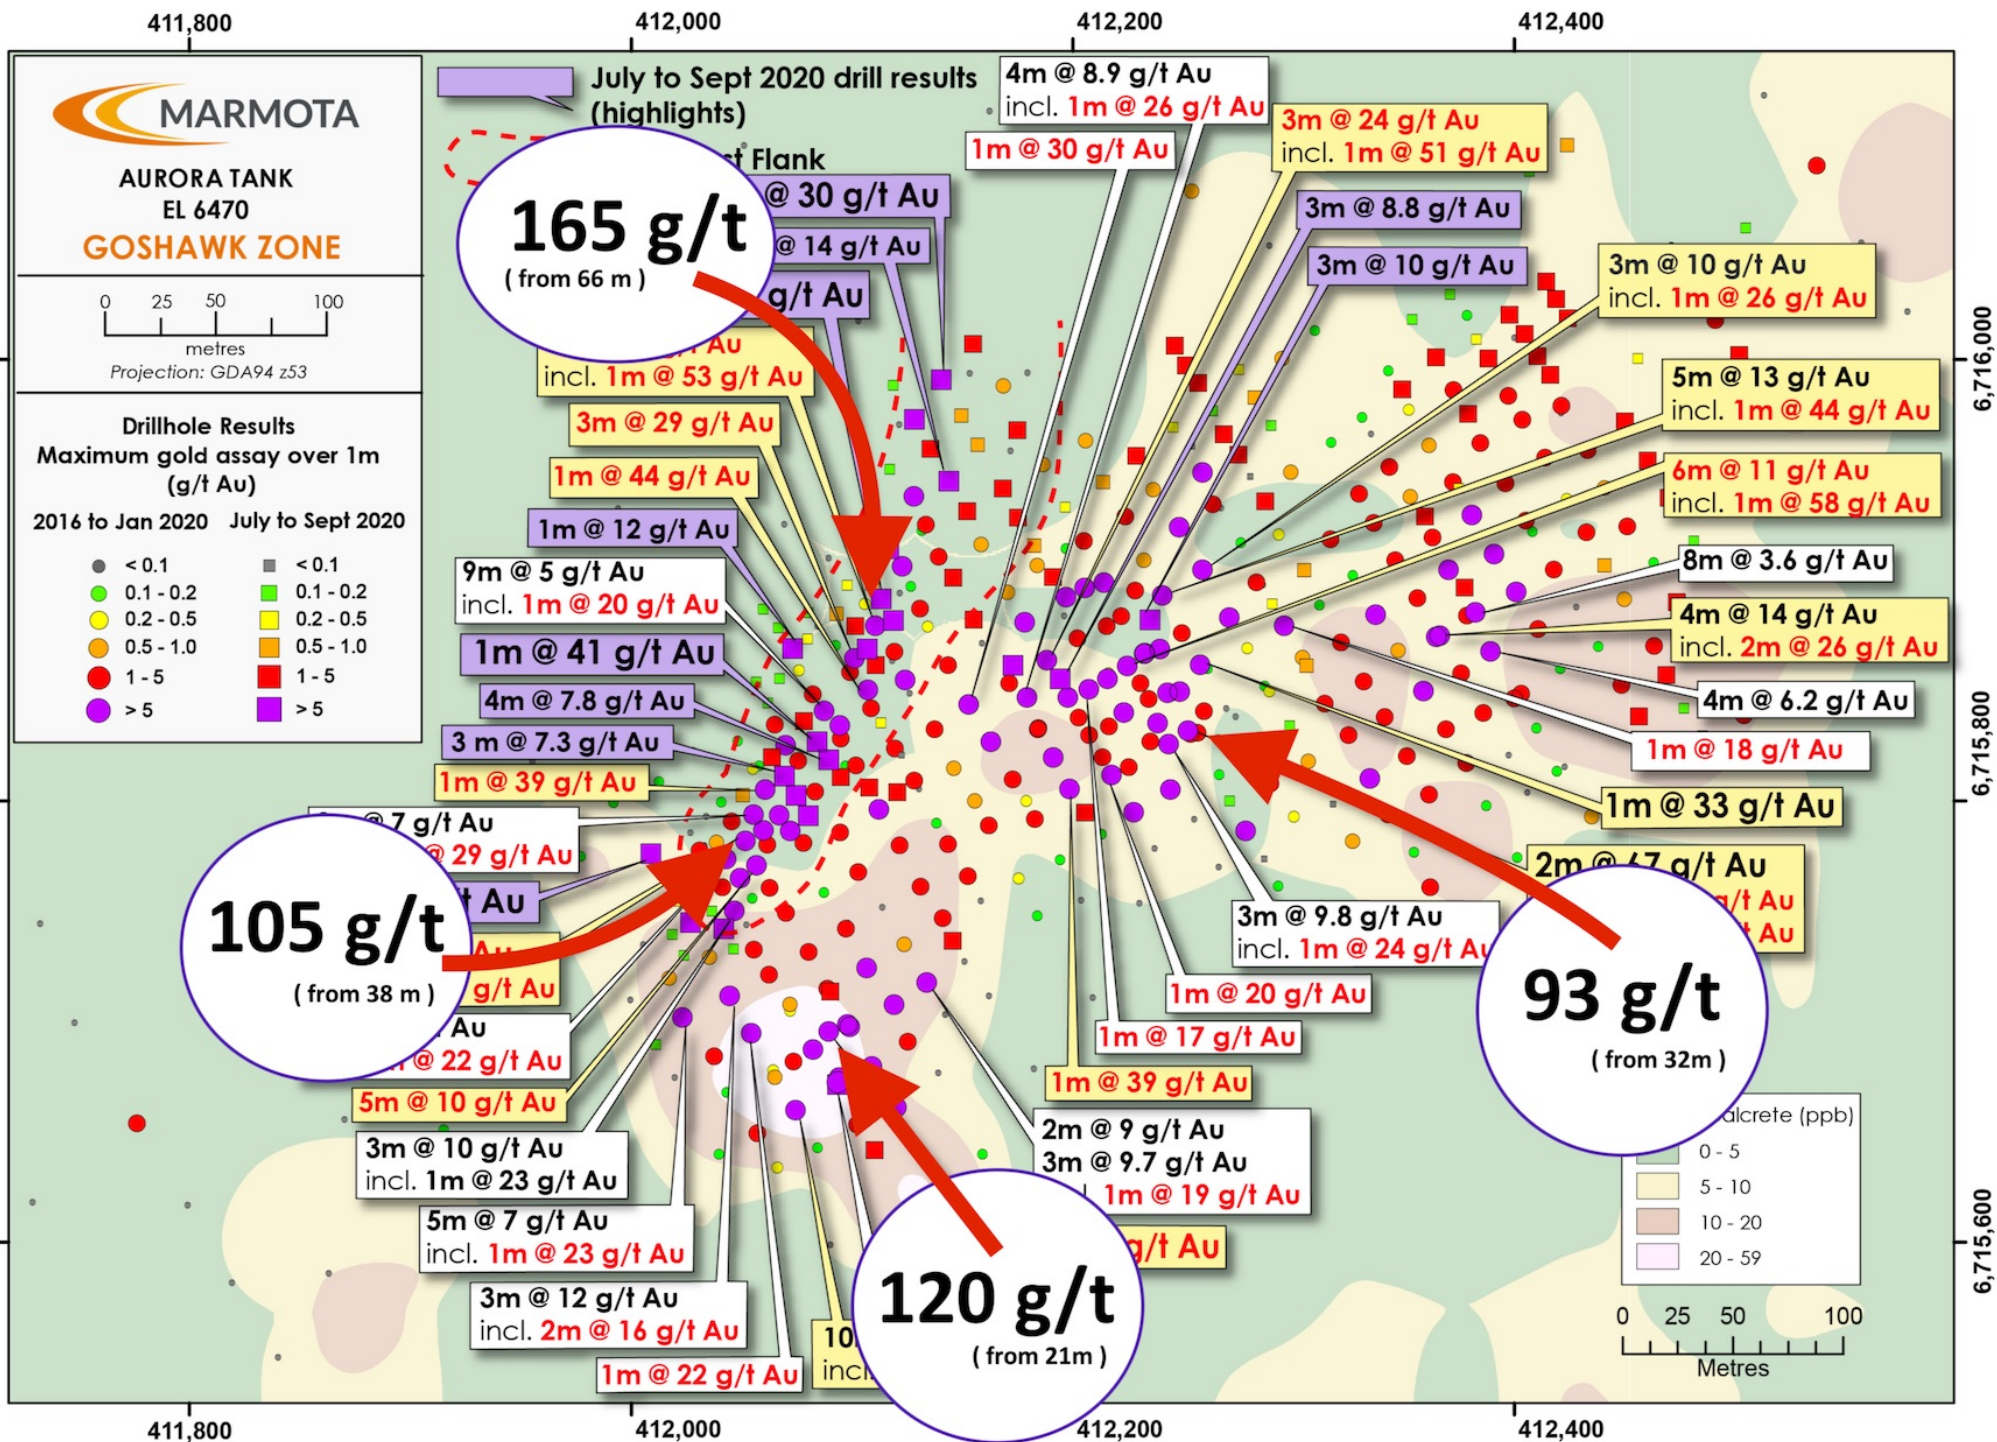 411,800
412,000
412,200
412,400
MARMOTA
AURORA TANK
EL 6470
GOSHAWK ZONE
0 25 50 100
metres
Projection: GDA94 z53
Drillhole Results
Maximum gold assay over 1m
(g/t Au)
2016 to Jan 2020 July to Sept 2020
< 0.1 < 0.1
0.1 - 0.2 0.1 - 0.2
0.2 - 0.5 0.2 - 0.5
0.5 - 1.0 0.5 - 1.0
1 - 5 1 - 5
> 5 > 5
July to Sept 2020 drill results
(highlights)
Flank
165 g/t
( from 66 m )
@ 30 g/t Au
@ 14 g/t Au
g/t Au
Au
incl. 1m @ 53 g/t Au
3m @ 29 g/t Au
1m @ 44 g/t Au
1m @ 12 g/t Au
9m @ 5 g/t Au
incl. 1m @ 20 g/t Au
1m @ 41 g/t Au
4m @ 7.8 g/t Au
3 m @ 7.3 g/t Au
1m @ 39 g/t Au
@ 7 g/t Au
@ 29 g/t Au
Au
105 g/t
( from 38 m )
Au
g/t Au
Au
@ 22 g/t Au
5m @ 10 g/t Au
3m @ 10 g/t Au
incl. 1m @ 23 g/t Au
5m @ 7 g/t Au
incl. 1m @ 23 g/t Au
3m @ 12 g/t Au
incl. 2m @ 16 g/t Au
1m @ 22 g/t Au
10
incl.
120 g/t
( from 21m )
g/t Au
4m @ 8.9 g/t Au
incl. 1m @ 26 g/t Au
1m @ 30 g/t Au
3m @ 24 g/t Au
incl. 1m @ 51 g/t Au
3m @ 8.8 g/t Au
3m @ 10 g/t Au
3m @ 10 g/t Au
incl. 1m @ 26 g/t Au
5m @ 13 g/t Au
incl. 1m @ 44 g/t Au
6m @ 11 g/t Au
incl. 1m @ 58 g/t Au
8m @ 3.6 g/t Au
4m @ 14 g/t Au
incl. 2m @ 26 g/t Au
4m @ 6.2 g/t Au
1m @ 18 g/t Au
1m @ 33 g/t Au
2m @ 67 g/t Au
g/t Au
Au
93 g/t
( from 32m )
3m @ 9.8 g/t Au
incl. 1m @ 24 g/t Au
1m @ 20 g/t Au
1m @ 17 g/t Au
1m @ 39 g/t Au
2m @ 9 g/t Au
3m @ 9.7 g/t Au
1m @ 19 g/t Au
alcrete (ppb)
0 - 5
5 - 10
10 - 20
20 - 59
0 25 50 100
Metres
6,716,000
6,715,800
6,715,600
411,800
412,000
412,200
412,400